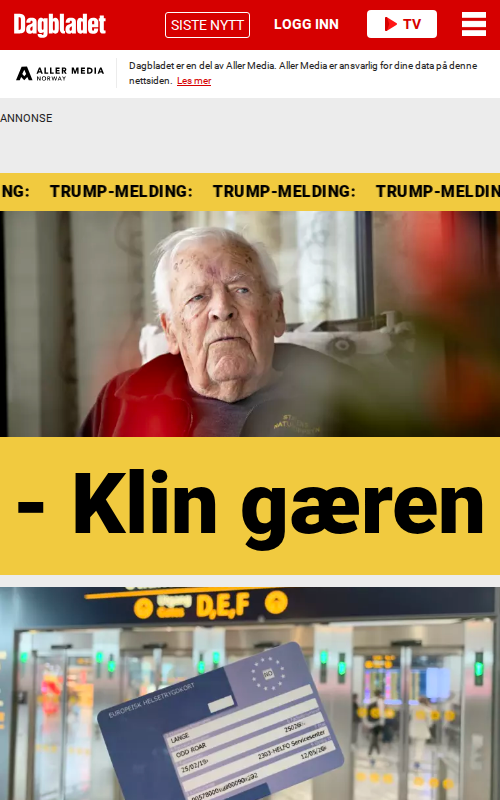 Dagbladet
SISTE NYTT
LOGG INN
TV
ALLER MEDIA
NORWAY
Dagbladet er en del av Aller Media. Aller Media er ansvarlig for dine data på denne
nettsiden. Les mer
ANNONSE
NG: TRUMP-MELDING: TRUMP-MELDING: TRUMP-MELDIN
- Klin gæren
D,E,F
EUROPEISK HELSETRYGDKORT
NO
LANGE
ODD ROAR
25/02/19
2303 HELFO Servicesenter